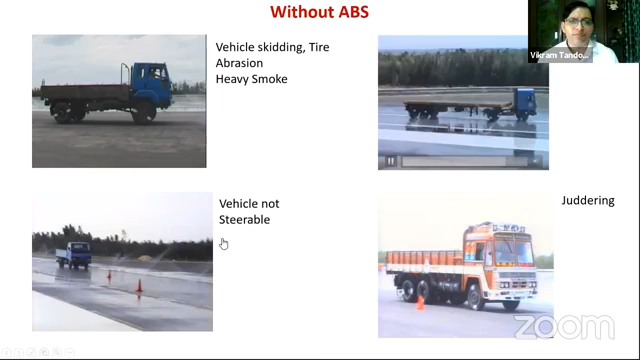 Without ABS
Vikram Tando...
Vehicle skidding, Tire
Abrasion
Heavy Smoke
Vehicle not
Steerable
Juddering
zoom